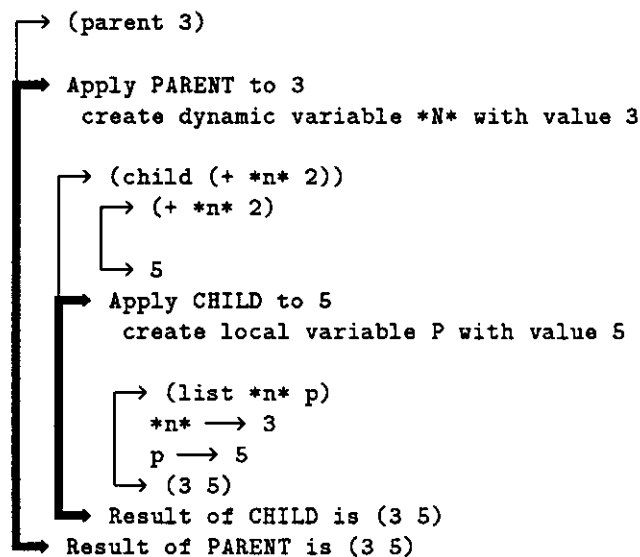 (parent 3)
Apply PARENT to 3
create dynamic variable *N* with value 3
(child (+ *n* 2))
(+ *n* 2)
5
Apply CHILD to 5
create local variable P with value 5
(list *n* p)
*n* → 3
p → 5
(3 5)
Result of CHILD is (3 5)
Result of PARENT is (3 5)